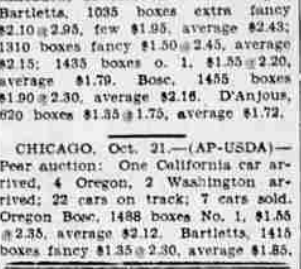 Bartletts, 1035 boxes extra fancy
$2.10@2.95, few $1.95, average $2.43;
1310 boxes fancy $1.50@2.45, average
$2.15; 1435 boxes o. 1, $1.55@2.20,
average $1.79. Bosc, 1455 boxes
$1.90@2.30, average $2.16. D'Anjous,
620 boxes $1.35@1.75, average $1.72.
CHICAGO, Oct. 21.—(AP-USDA)—
Pear auction: One California car ar-
rived, 4 Oregon, 2 Washington ar-
rived; 22 cars on track; 7 cars sold.
Oregon Bosc, 1488 boxes No. 1, $1.55
@2.35, average $2.12. Bartletts, 1415
boxes fancy $1.35@2.30, average $1.85,